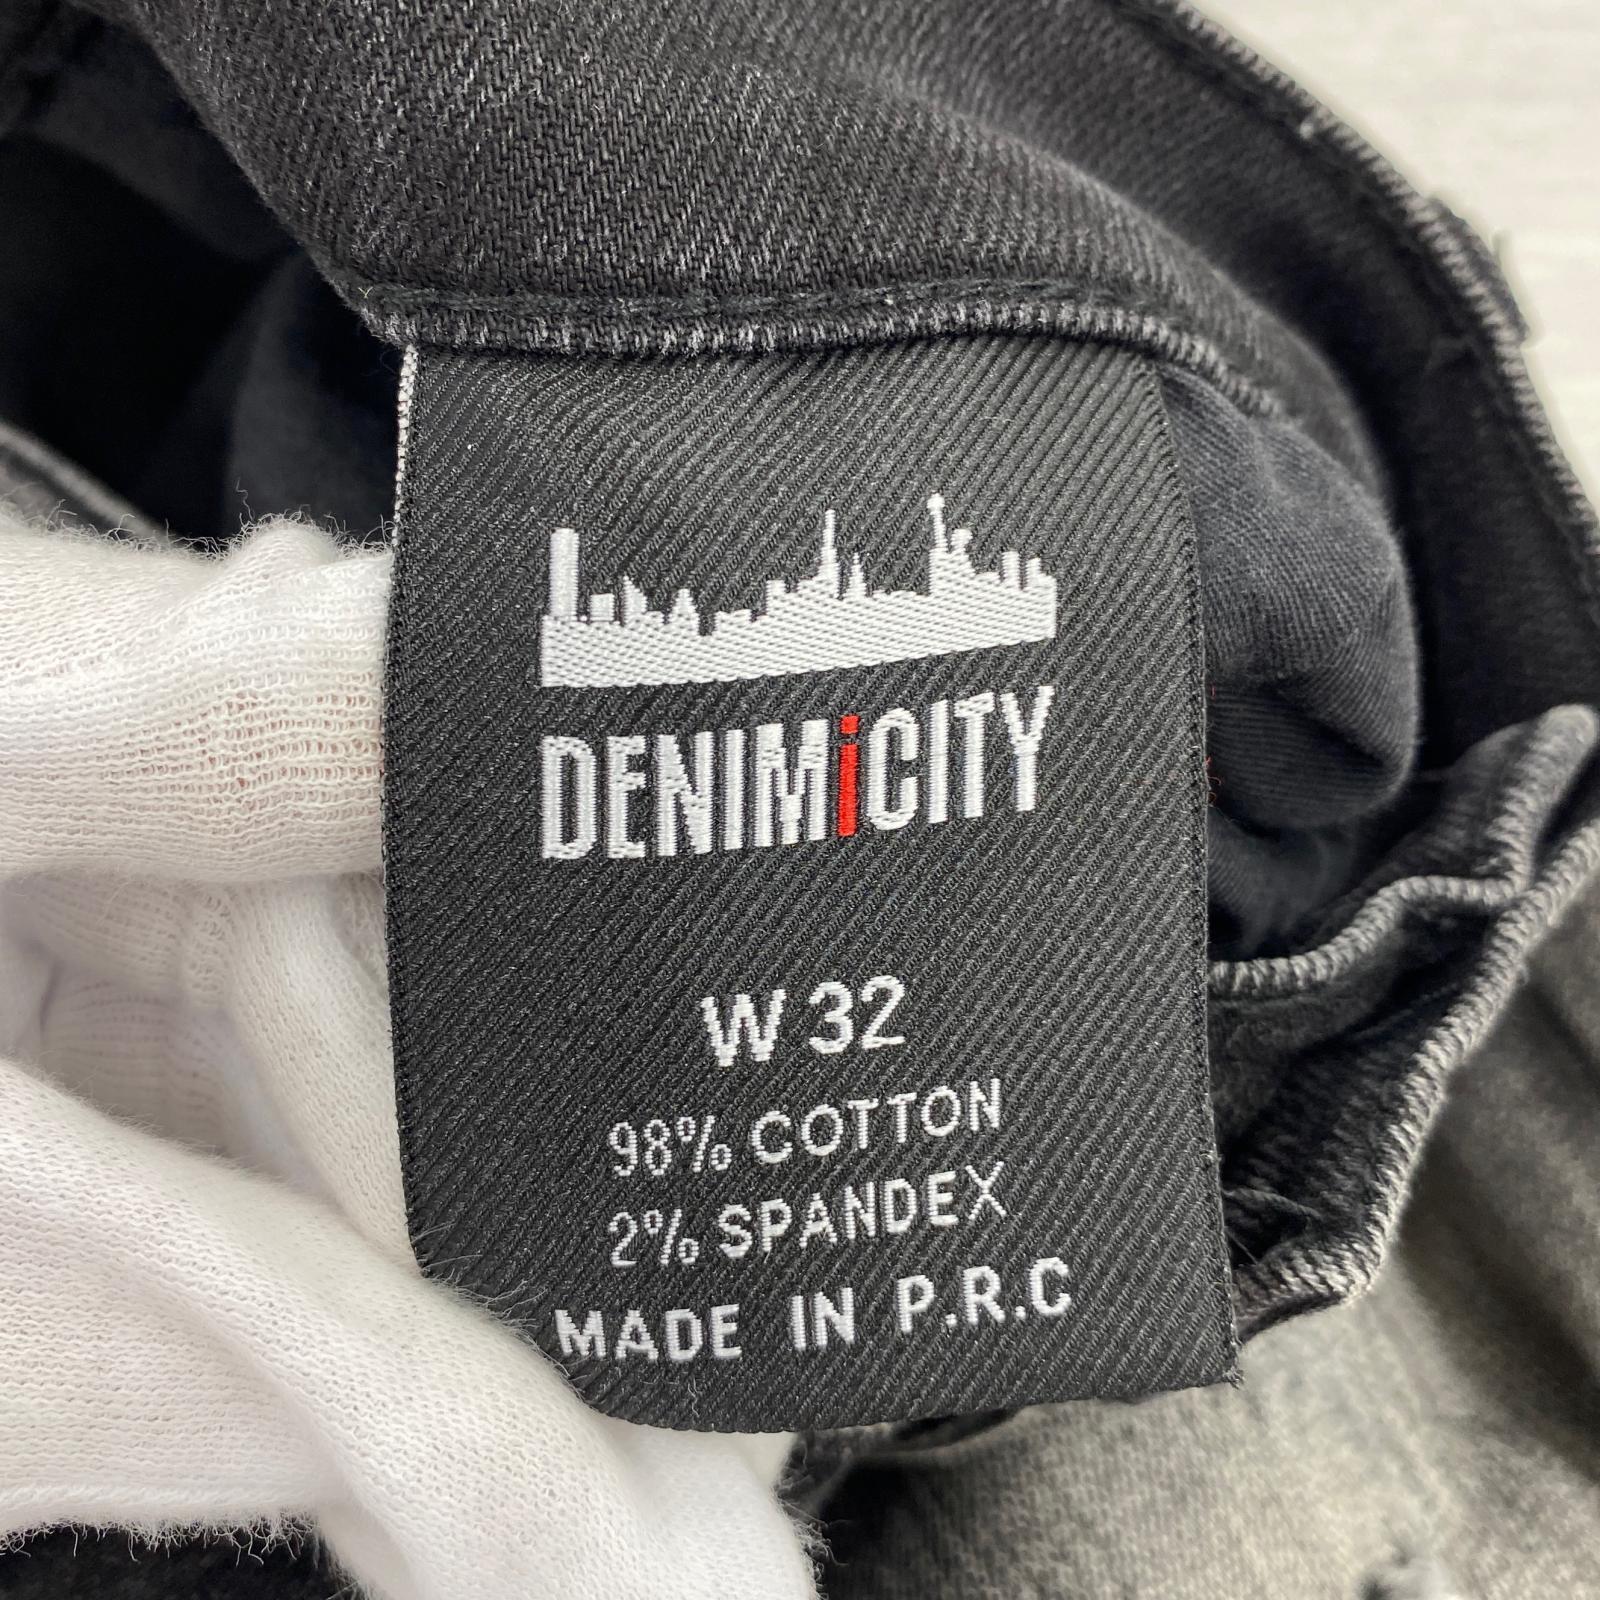 DENIMiCITY
W 32
98% COTTON
2% SPANDEX
MADE IN P.R.C